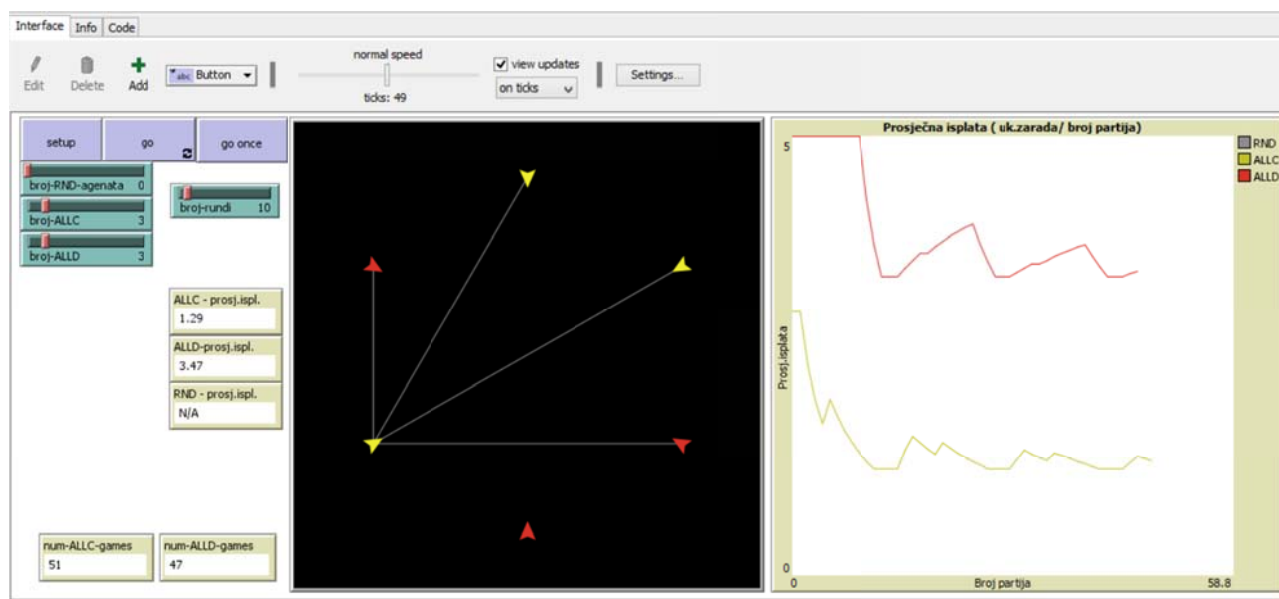 Interface Info Code
Edit Delete Add
abc Button
normal speed
ticks: 49
view updates
on ticks
Settings...
setup go go once
broj-RND-agenata 0
broj-ALLC 3
broj-ALLD 3
broj-rundi 10
ALLC - prosj.ispl.
1.29
ALLD-prosj.ispl.
3.47
RND - prosj.ispl.
N/A
num-ALLC-games
51
num-ALLD-games
47
Prosječna isplata ( uk.zarada/ broj partija)
5
Prosj.isplata
0
0
Broj partija
58.8
RND
ALLC
ALLD